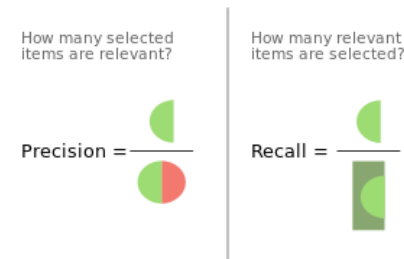 How many selected
items are relevant?
Precision =
How many relevant
items are selected?
Recall =